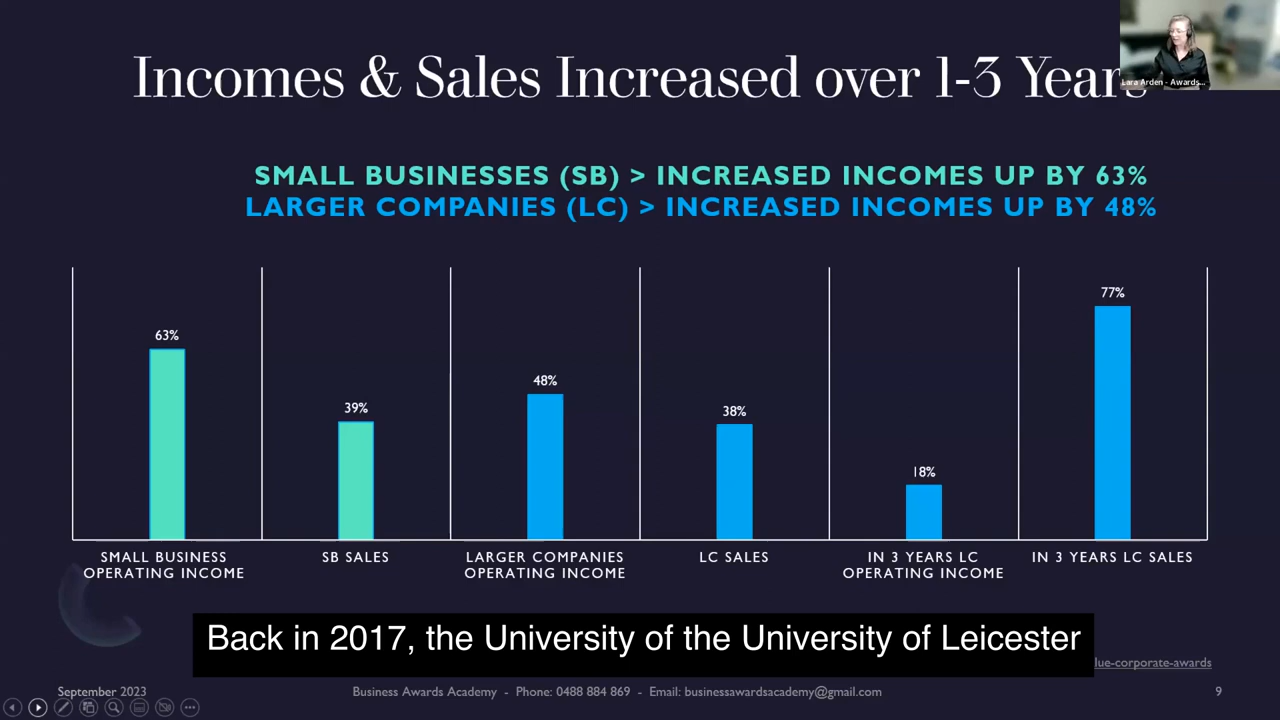 Incomes & Sales Increased over 1-3 Years
Lara Arden - Awards...
SMALL BUSINESSES (SB) > INCREASED INCOMES UP BY 63%
LARGER COMPANIES (LC) > INCREASED INCOMES UP BY 48%
63%
39%
48%
38%
18%
77%
SMALL BUSINESS
OPERATING INCOME
SB SALES
LARGER COMPANIES
OPERATING INCOME
LC SALES
IN 3 YEARS LC
OPERATING INCOME
IN 3 YEARS LC SALES
Back in 2017, the University of the University of Leicester
lue-corporate-awards
September 2023
Business Awards Academy - Phone: 0488 884 869 - Email: businessawardsacademy@gmail.com
9